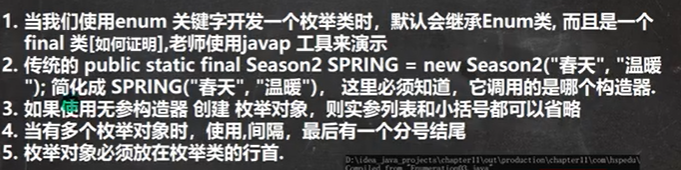 1. 当我们使用enum 关键字开发一个枚举类时，默认会继承Enum类, 而且是一个
final 类[如何证明],老师使用javap 工具来演示
2. 传统的 public static final Season2 SPRING = new Season2("春天", "温暖
"); 简化成 SPRING("春天", "温暖")， 这里必须知道，它调用的是哪个构造器.
3. 如果使用无参构造器 创建 枚举对象，则实参列表和小括号都可以省略
4. 当有多个枚举对象时，使用,间隔，最后有一个分号结尾
5. 枚举对象必须放在枚举类的行首.
D:\idea_java_projects\chapter11\out\production\chapter11\com\hspedu\
Compiled from "Enumeration03.java"